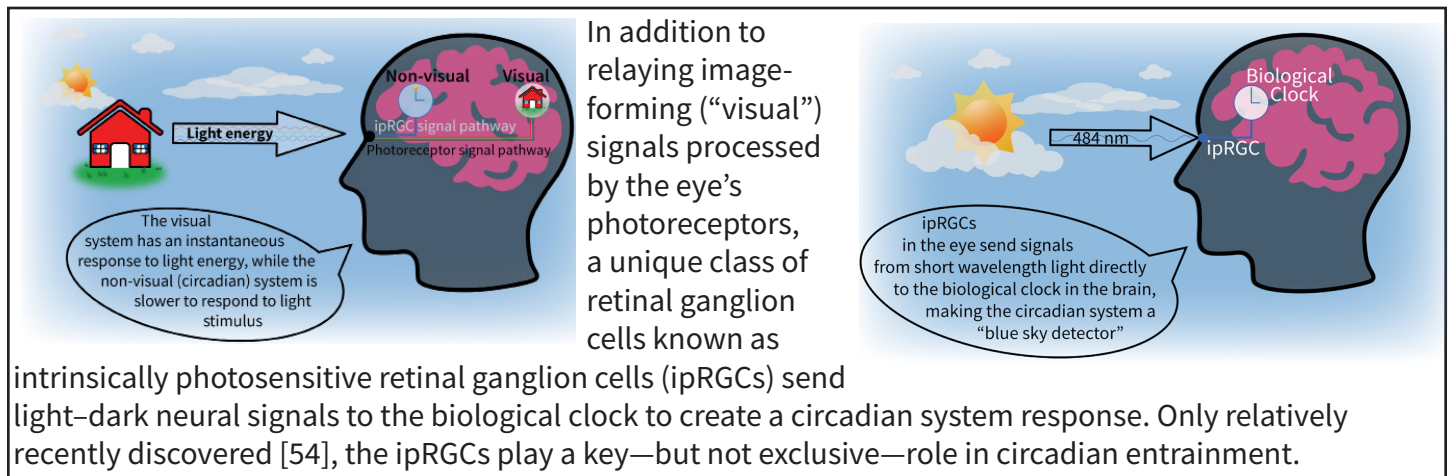 Non-visual
Visual
Light energy
ipRGC signal pathway
Photoreceptor signal pathway
The visual
system has an instantaneous
response to light energy, while the
non-visual (circadian) system is
slower to respond to light
stimulus
In addition to
relaying image-
forming (“visual”)
signals processed
by the eye’s
photoreceptors,
a unique class of
retinal ganglion
cells known as
Biological
Clock
484 nm
ipRGC
ipRGCs
in the eye send signals
from short wavelength light directly
to the biological clock in the brain,
making the circadian system a
“blue sky detector”
intrinsically photosensitive retinal ganglion cells (ipRGCs) send
light–dark neural signals to the biological clock to create a circadian system response. Only relatively
recently discovered [54], the ipRGCs play a key—but not exclusive—role in circadian entrainment.